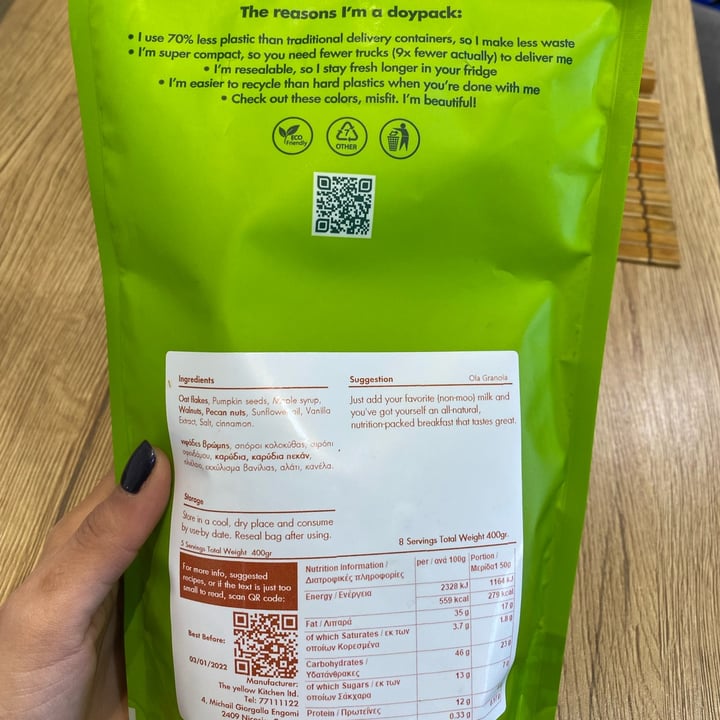 The reasons I'm a doypack:
• I use 70% less plastic than traditional delivery containers, so I make less waste
• I'm super compact, so you need fewer trucks (9x fewer actually) to deliver me
• I'm resealable, so I stay fresh longer in your fridge
• I'm easier to recycle than hard plastics when you're done with me
• Check out these colors, misfit. I'm beautiful!
ECO
Friendly
7
OTHER
Ingredients
Oat flakes, Pumpkin seeds, Maple syrup,
Walnuts, Pecan nuts, Sunflower oil, Vanilla
Extract, Salt, cinnamon.
νιφάδες Βρώμης, σπόροι κολοκύθας, σιρόπι
σφενδάμου, καρύδια, καρύδια πεκάν,
εκχύλισμα βανίλιας, αλάτι, κανέλα.
Suggestion
Ola Granola
Just add your favorite (non-moo) milk and
you've got yourself an all-natural,
nutrition-packed breakfast that tastes great.
Storage
Store in a cool, dry place and consume
by use-by date. Reseal bag after using.
5 Servings Total Weight 400gr
8 Servings Total Weight 400gr.
For more info, suggested
recipes, or if the text is just too
small to read, scan QR code:
Best Before:
03/01/2022
Manufacturer:
The yellow Kitchen ltd.
Tel: 77111122
4, Michail Giorgalla Engomi
2409
Nutrition Information / Διατροφικές πληροφορίες
per / ανά 100g
Portion / Μερίδα1 50g
Energy / Ενέργεια
2328 kJ
1164 kJ
559 kcal
279 kcal
Fat / Λιπαρά
35 g
17 g
of which Saturates / εκ των οποίων Κορεσμένα
3.7 g
1.8 g
Carbohydrates / Υδατάνθρακες
46 g
23 g
of which Sugars / εκ των οποίων Σάκχαρα
13 g
7 g
Protein / Πρωτεΐνες
12 g
0.33 g